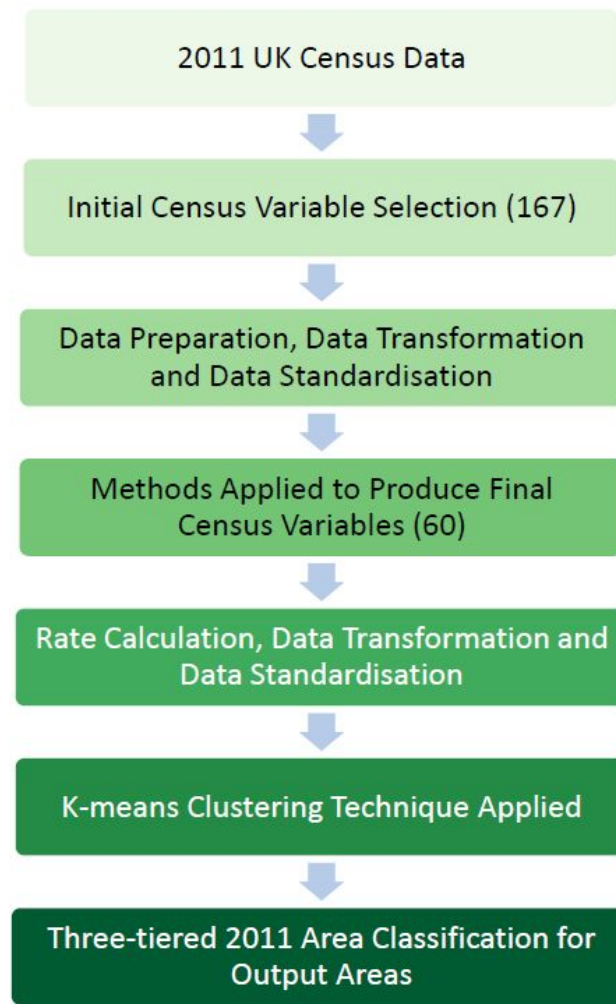 2011 UK Census Data
Initial Census Variable Selection (167)
Data Preparation, Data Transformation
and Data Standardisation
Methods Applied to Produce Final
Census Variables (60)
Rate Calculation, Data Transformation and
Data Standardisation
K-means Clustering Technique Applied
Three-tiered 2011 Area Classification for
Output Areas